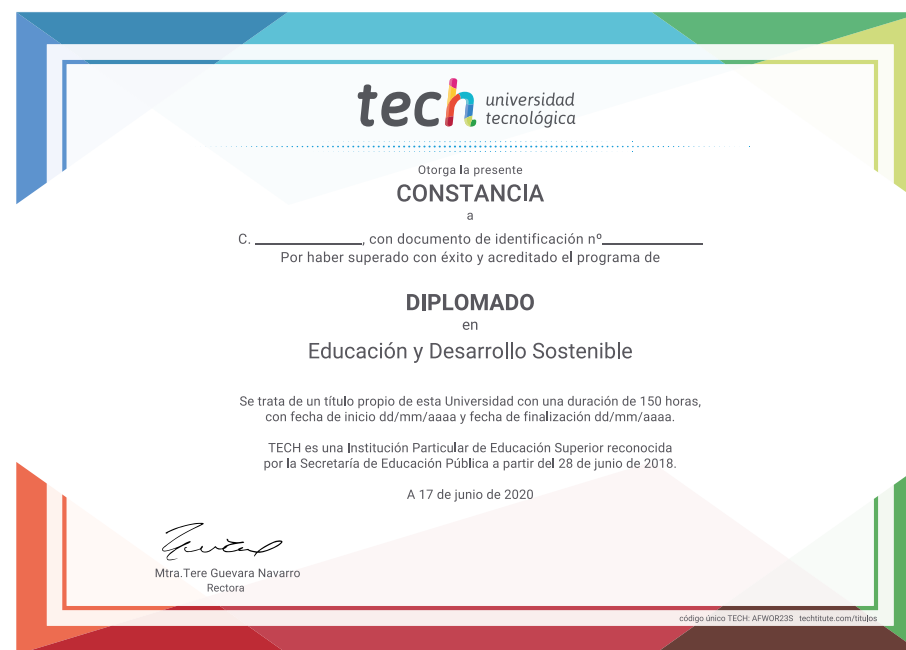 tech universidad
tecnológica
Otorga la presente
CONSTANCIA
a
C. ______________, con documento de identificación nº_____________
Por haber superado con éxito y acreditado el programa de
DIPLOMADO
en
Educación y Desarrollo Sostenible
Se trata de un título propio de esta Universidad con una duración de 150 horas,
con fecha de inicio dd/mm/aaaa y fecha de finalización dd/mm/aaaa.
TECH es una Institución Particular de Educación Superior reconocida
por la Secretaría de Educación Pública a partir del 28 de junio de 2018.
A 17 de junio de 2020
Mtra.Tere Guevara Navarro
Rectora
código único TECH: AFWOR23S techtitute.com/titulos